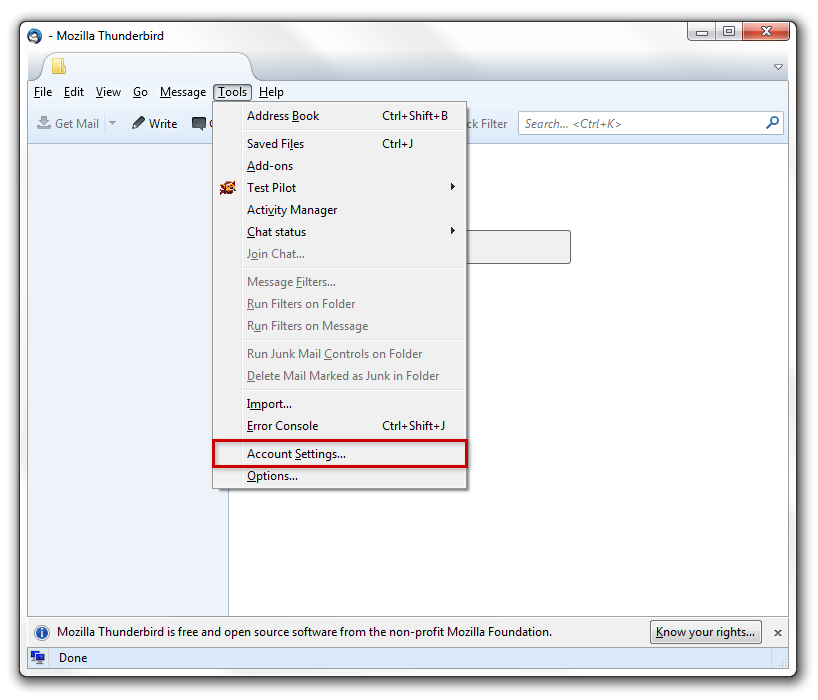 - Mozilla Thunderbird
File Edit View Go Message Tools Help
Get Mail Write
Filter Search... <Ctrl+K>
Address Book Ctrl+Shift+B
Saved Files Ctrl+J
Add-ons
Test Pilot
Activity Manager
Chat status
Join Chat...
Message Filters...
Run Filters on Folder
Run Filters on Message
Run Junk Mail Controls on Folder
Delete Mail Marked as Junk in Folder
Import...
Error Console Ctrl+Shift+J
Account Settings...
Options...
Mozilla Thunderbird is free and open source software from the non-profit Mozilla Foundation. Know your rights...
Done